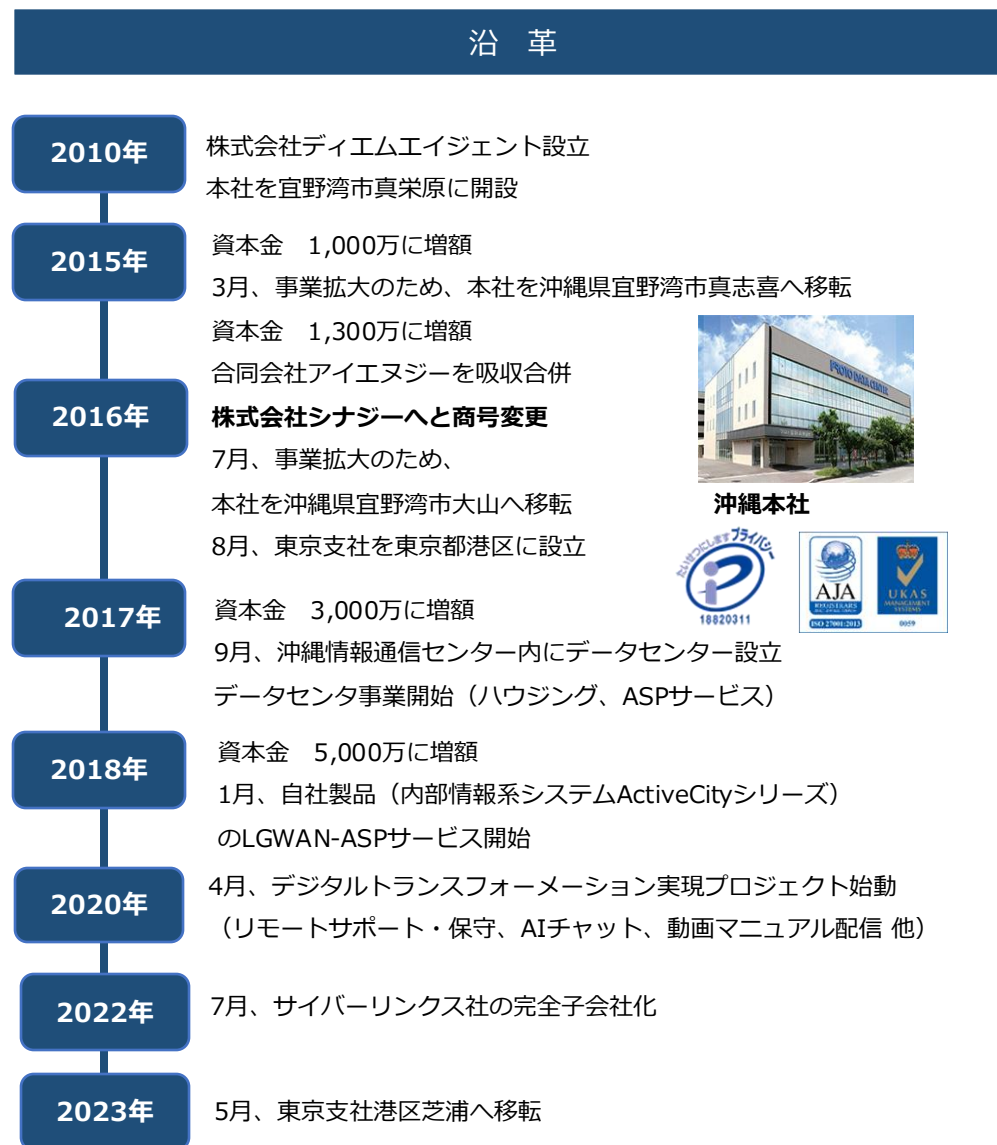 沿 革
2010年
株式会社ディエムエイジェント設立
本社を宜野湾市真栄原に開設
2015年
資本金 1,000万に増額
3月、事業拡大のため、本社を沖縄県宜野湾市真志喜へ移転
2016年
資本金 1,300万に増額
合同会社アイエヌジーを吸収合併
株式会社シナジーへと商号変更
7月、事業拡大のため、
本社を沖縄県宜野湾市大山へ移転
8月、東京支社を東京都港区に設立
PROTO DATA CENTER
沖縄本社
たいせつにしますプライバシー
18820311
AJA
REGISTRARS
ISO 27001:2013
UKAS
MANAGEMENT
SYSTEMS
0059
2017年
資本金 3,000万に増額
9月、沖縄情報通信センター内にデータセンター設立
データセンタ事業開始（ハウジング、ASPサービス）
2018年
資本金 5,000万に増額
1月、自社製品（内部情報系システムActiveCityシリーズ）
のLGWAN-ASPサービス開始
2020年
4月、デジタルトランスフォーメーション実現プロジェクト始動
（リモートサポート・保守、AIチャット、動画マニュアル配信 他）
2022年
7月、サイバーリンクス社の完全子会社化
2023年
5月、東京支社港区芝浦へ移転